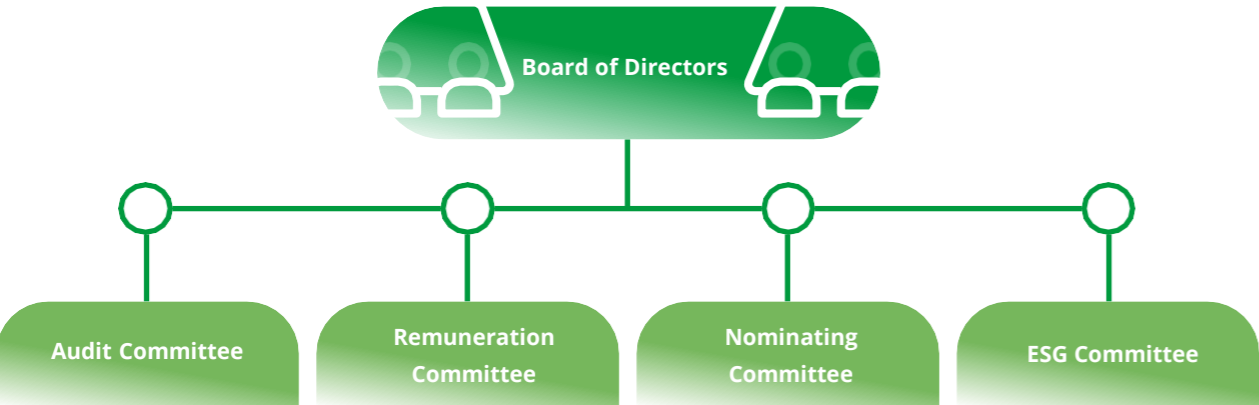 Board of Directors
Audit Committee
Remuneration
Committee
Nominating
Committee
ESG Committee